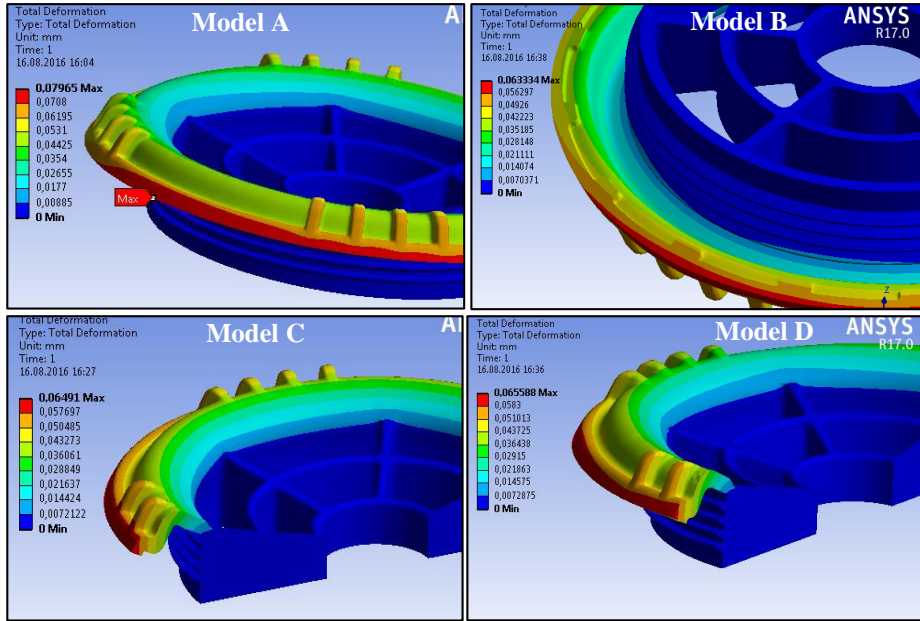 Total Deformation
Type: Total Deformation
Unit: mm
Time: 1
16.08.2016 16:04
Model A
0,07965 Max
0,0708
0,06195
0,0531
0,04425
0,0354
0,02655
0,0177
0,00885
0 Min
Max
Total Deformation
Type: Total Deformation
Unit: mm
Time: 1
16.08.2016 16:38
Model B
ANSYS
R17.0
0,063334 Max
0,056297
0,04926
0,042223
0,035185
0,028148
0,021111
0,014074
0,0070371
0 Min
Z
Total Deformation
Type: Total Deformation
Unit: mm
Time: 1
16.08.2016 16:27
Model C
0,06491 Max
0,057697
0,050485
0,043273
0,036061
0,028849
0,021637
0,014424
0,0072122
0 Min
Total Deformation
Type: Total Deformation
Unit: mm
Time: 1
16.08.2016 16:36
Model D
ANSYS
R17.0
0,065588 Max
0,0583
0,051013
0,043725
0,036438
0,02915
0,021863
0,014575
0,0072875
0 Min